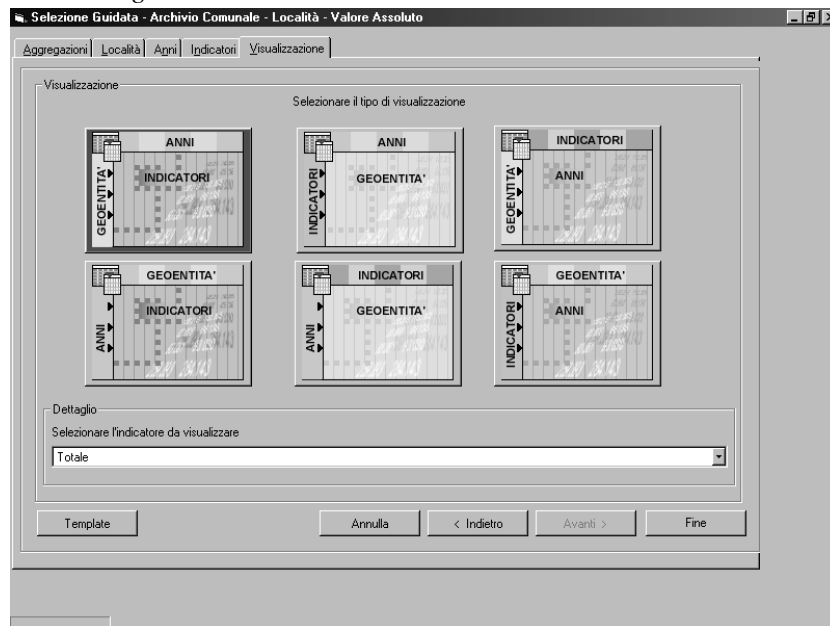 Selezione Guidata - Archivio Comunale - Località - Valore Assoluto
Aggregazioni Località Anni Indicatori Visualizzazione
Visualizzazione
Selezionare il tipo di visualizzazione
ANNI
GEOENTITA'
INDICATORI
ANNI
INDICATORI
GEOENTITA'
INDICATORI
GEOENTITA'
ANNI
GEOENTITA'
ANNI
INDICATORI
INDICATORI
ANNI
GEOENTITA'
GEOENTITA'
INDICATORI
ANNI
Dettaglio
Selezionare l'indicatore da visualizzare
Totale
Template Annulla < Indietro Avanti > Fine